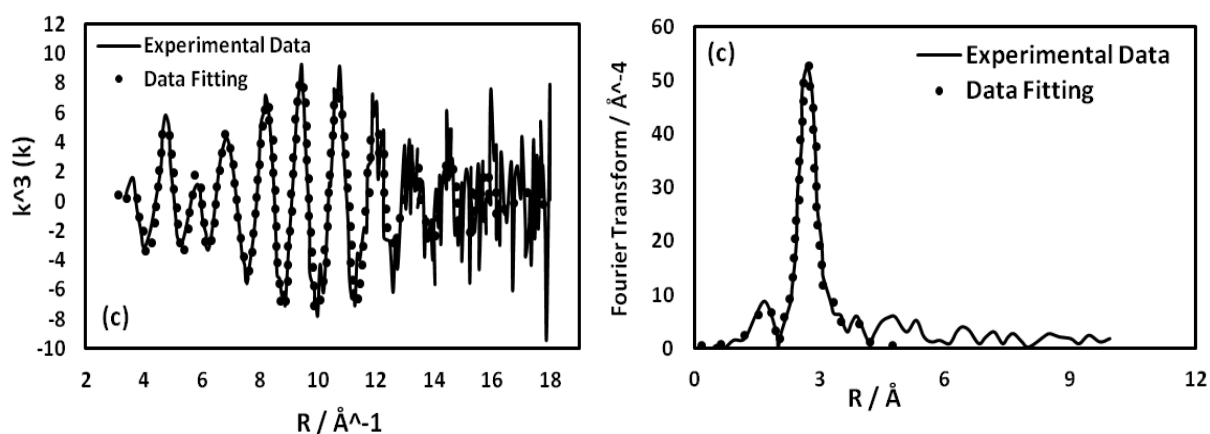 12
10
8
6
4
2
0
-2
-4
-6
-8
-10
k^3 (k)
Experimental Data
Data Fitting
(c)
2 4 6 8 10 12 14 16 18
R / Å^-1
60
50
40
30
20
10
0
Fourier Transform / Å^-4
(c)
Experimental Data
Data Fitting
0 3 6 9 12
R / Å